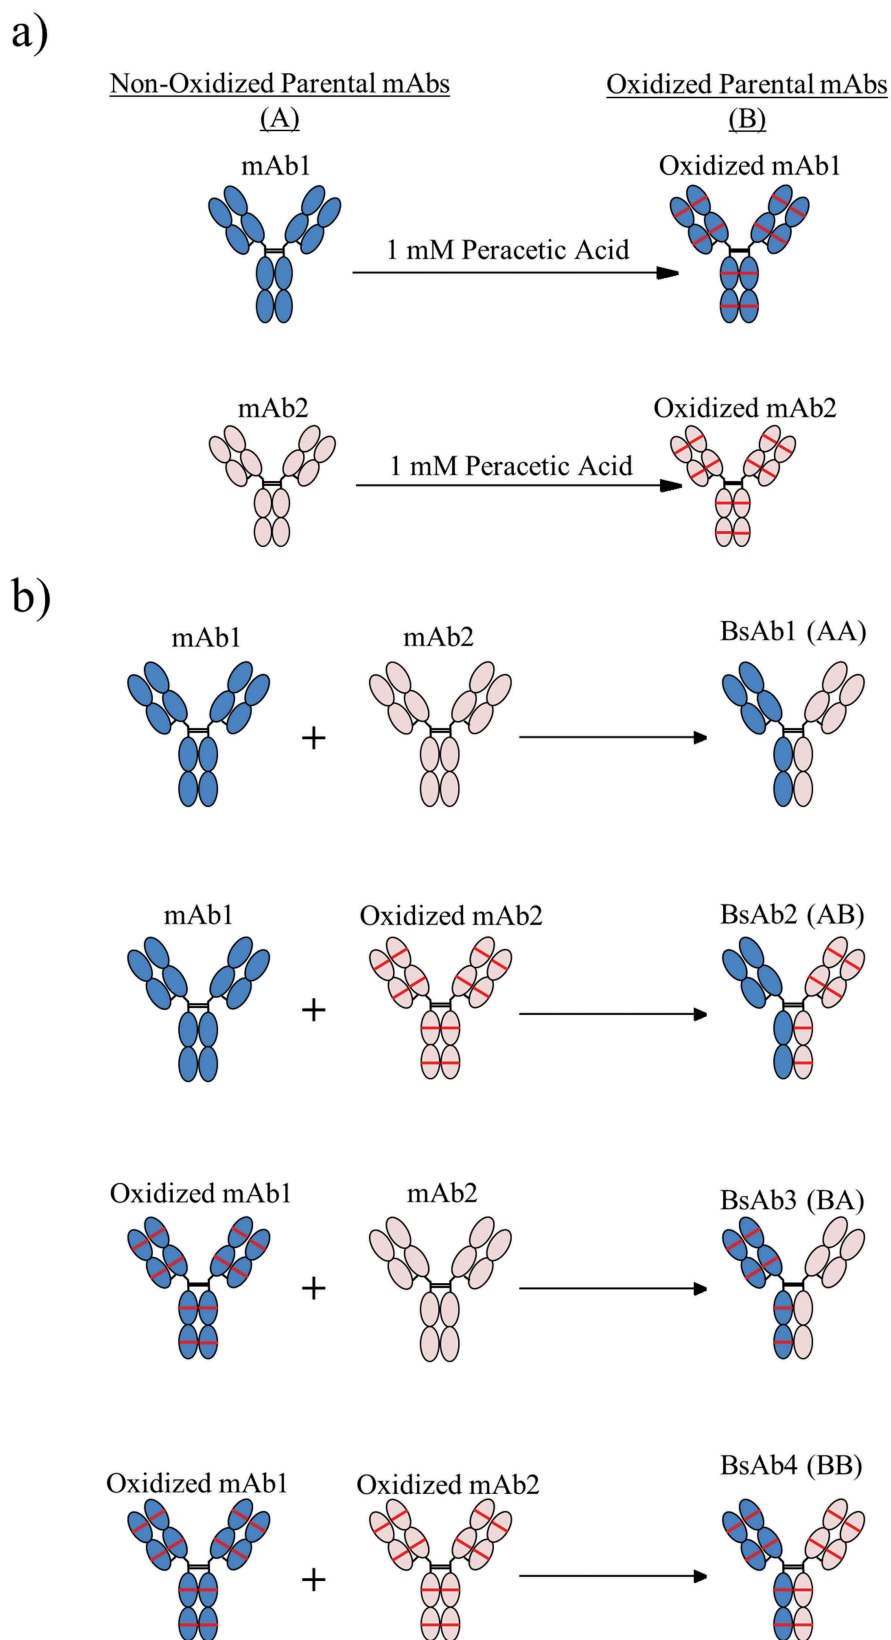 a)
Non-Oxidized Parental mAbs
(A)
Oxidized Parental mAbs
(B)
mAb1
Oxidized mAb1
1 mM Peracetic Acid
mAb2
Oxidized mAb2
1 mM Peracetic Acid
b)
mAb1
mAb2
BsAb1 (AA)
+
mAb1
Oxidized mAb2
BsAb2 (AB)
+
Oxidized mAb1
mAb2
BsAb3 (BA)
+
Oxidized mAb1
Oxidized mAb2
BsAb4 (BB)
+